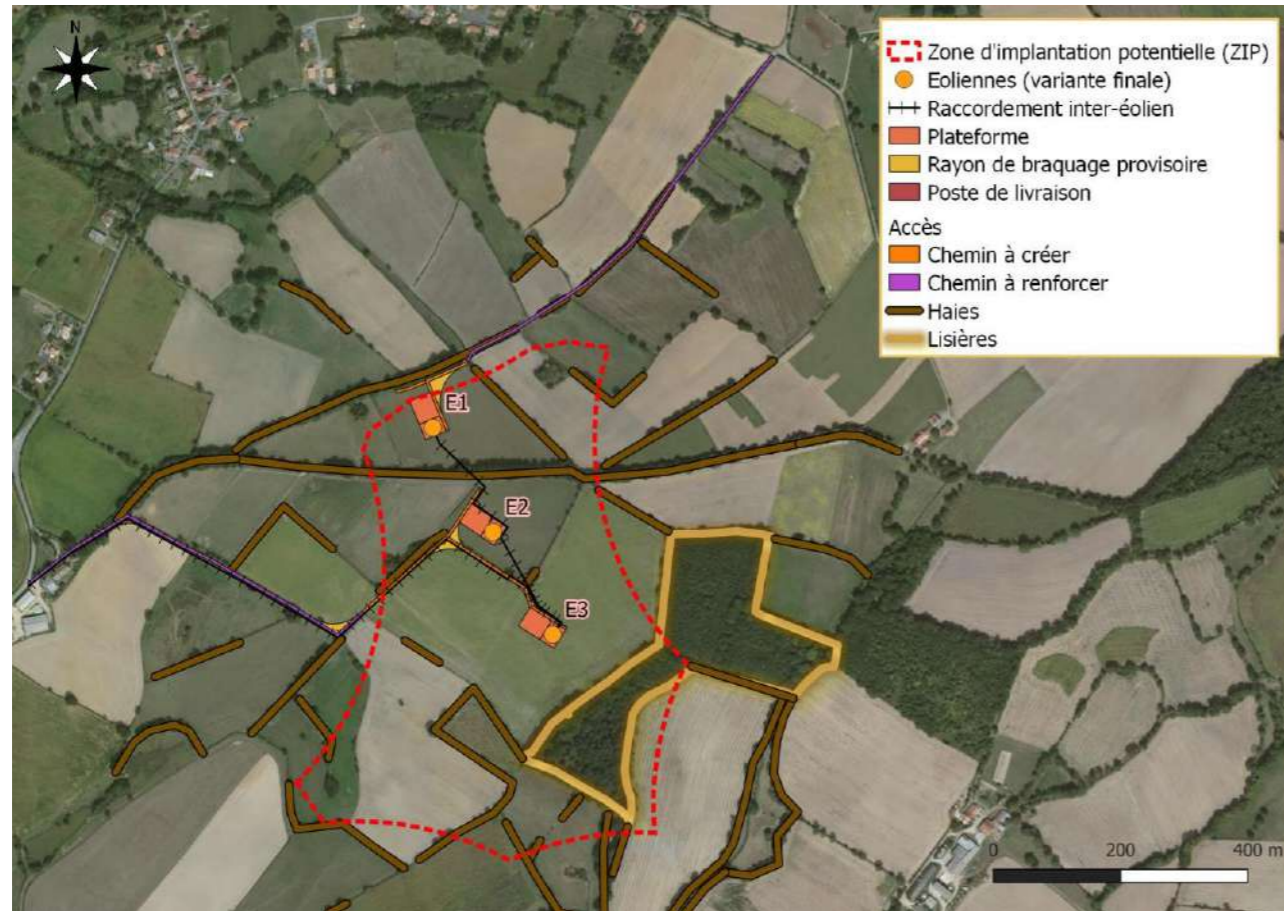 N
Zone d'implantation potentielle (ZIP)
Eoliennes (variante finale)
Raccordement inter-éolien
Plateforme
Rayon de braquage provisoire
Poste de livraison
Accès
Chemin à créer
Chemin à renforcer
Haies
Lisières
E1
E2
E3
0 200 400 m